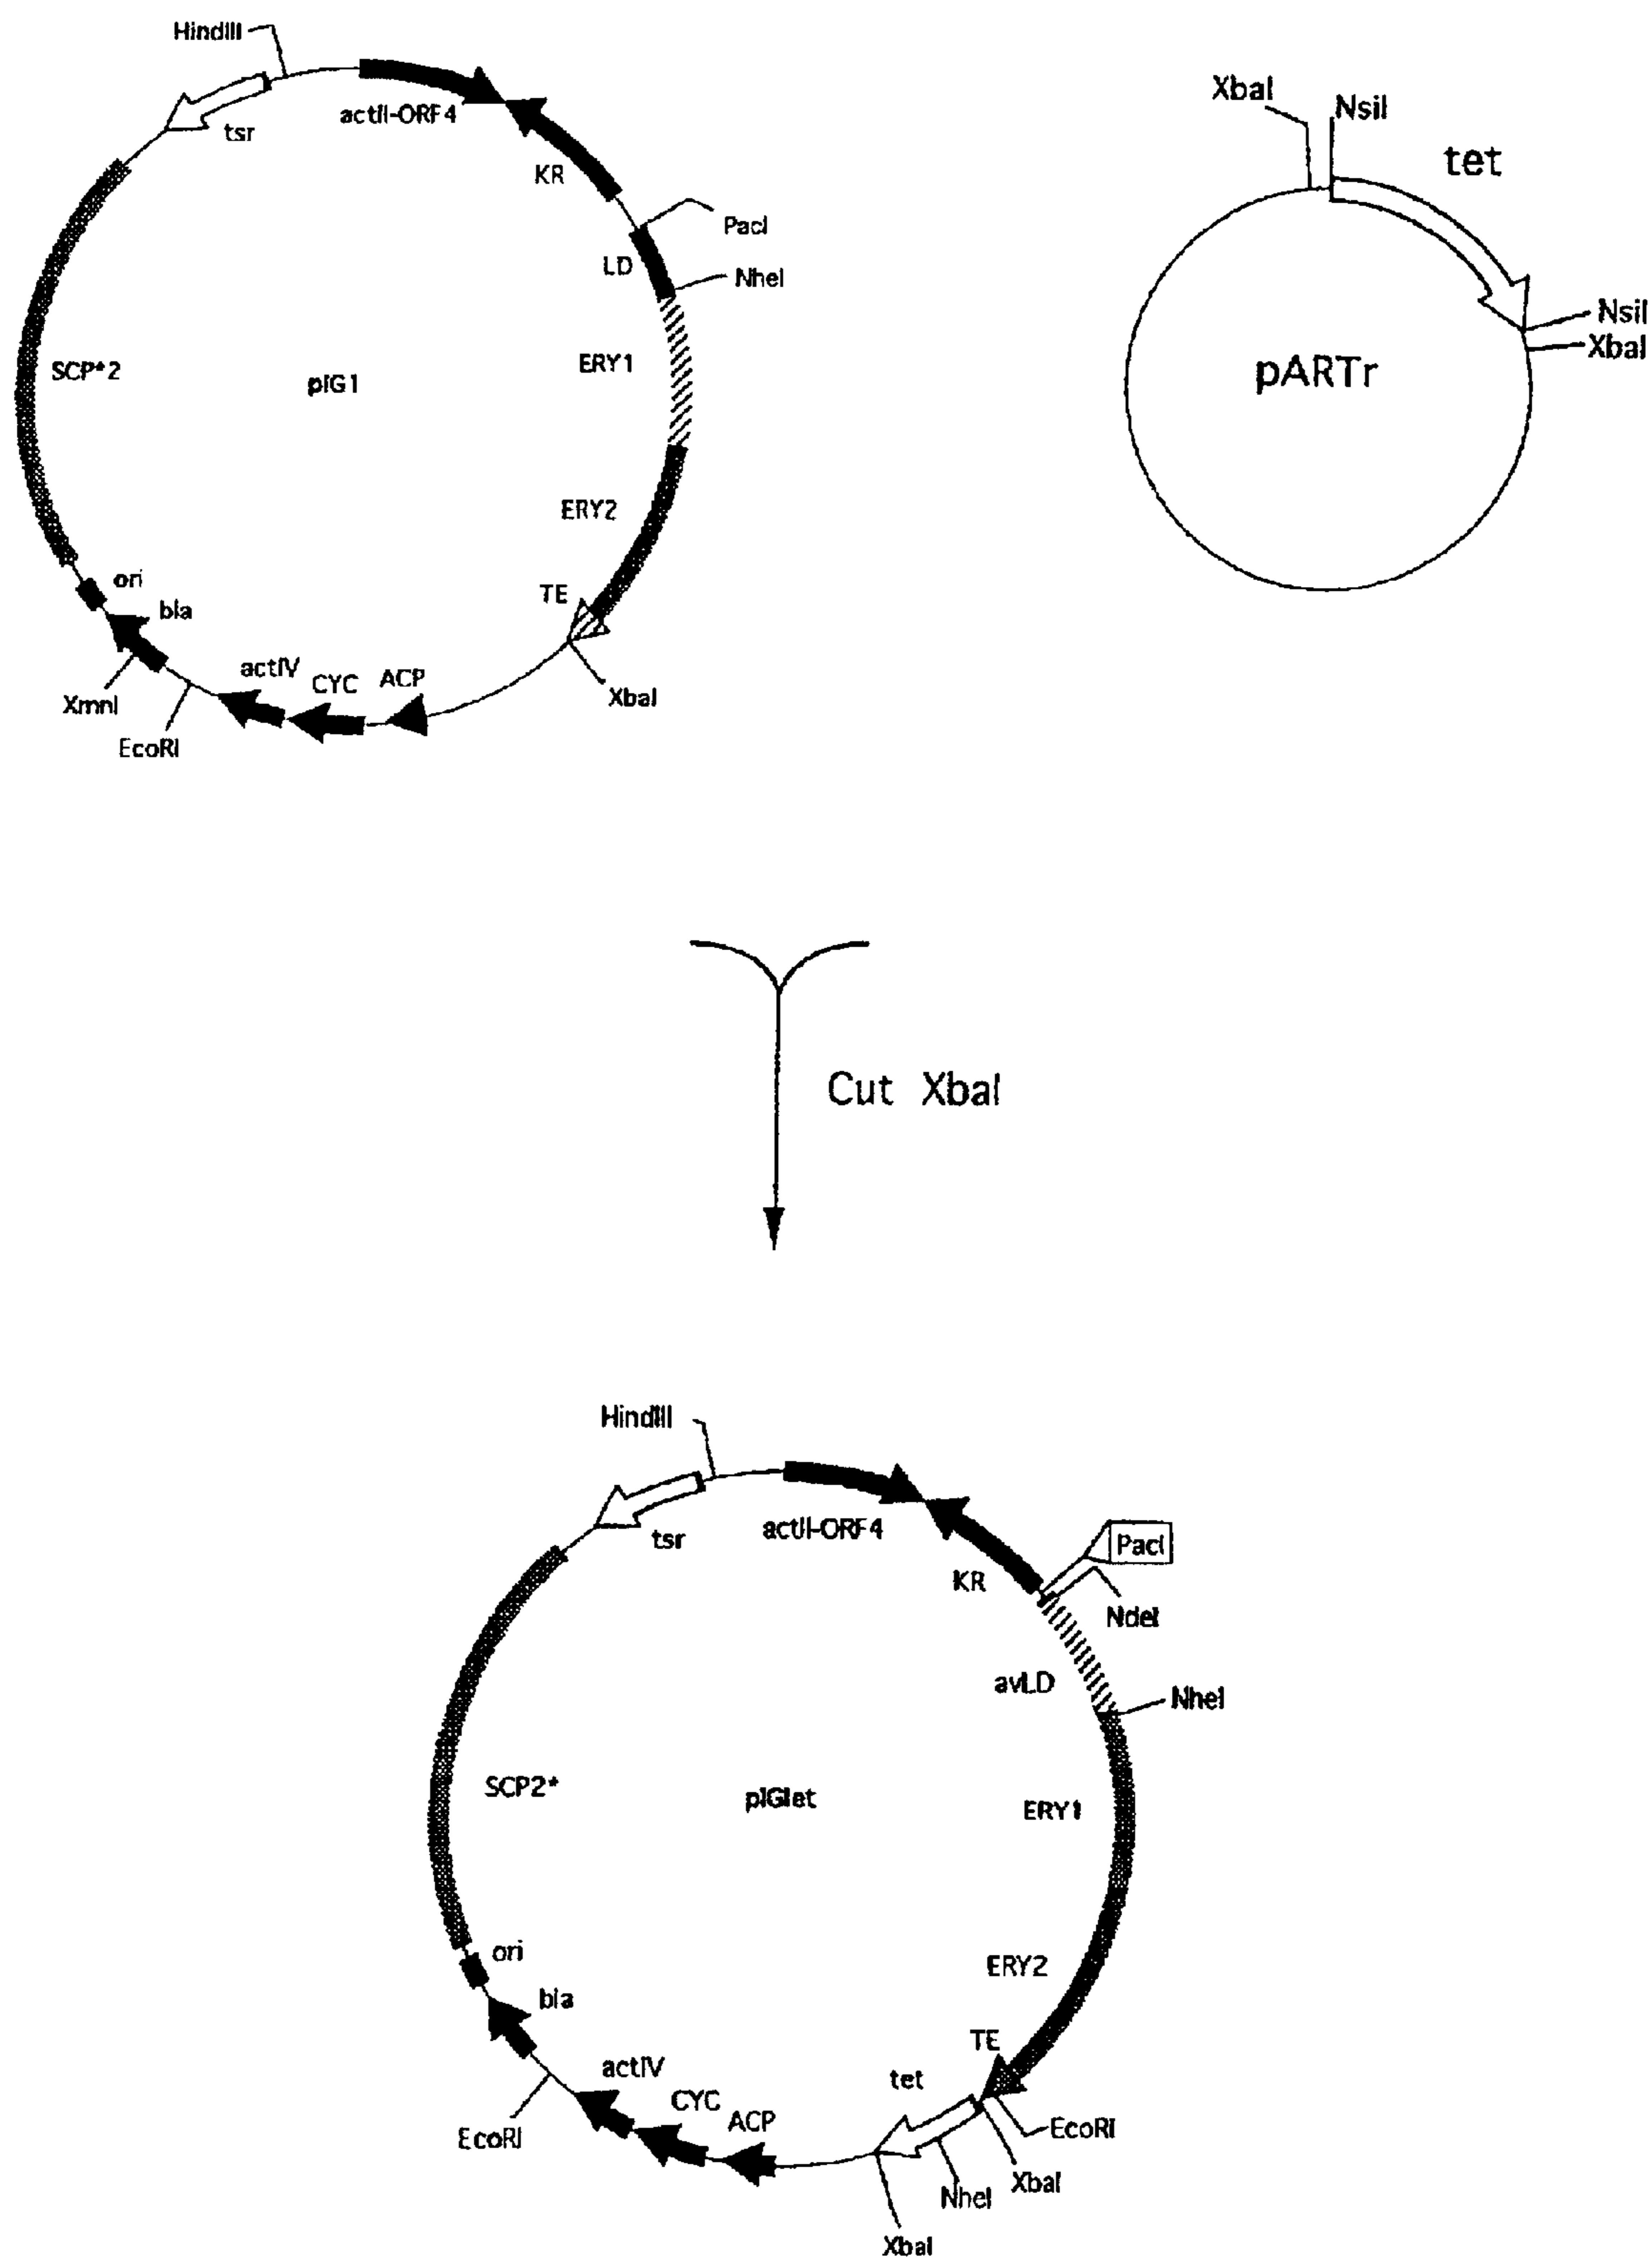 HindIII
actII-ORF4
tsr
KR
PacI
LD
NheI
ERY1
SCP*2
pIG1
ERY2
TE
ori
bla
actIV
CYC
ACP
XbaI
XmnI
EcoRI
XbaI
NsiI
tet
NsiI
XbaI
pARTr
Cut XbaI
HindIII
actII-ORF4
tsr
PacI
KR
NdeI
avLD
NheI
SCP2*
pIGlet
ERY1
ori
ERY2
bla
TE
actIV
tet
CYC
ACP
EcoRI
EcoRI
XbaI
NheI
XbaI